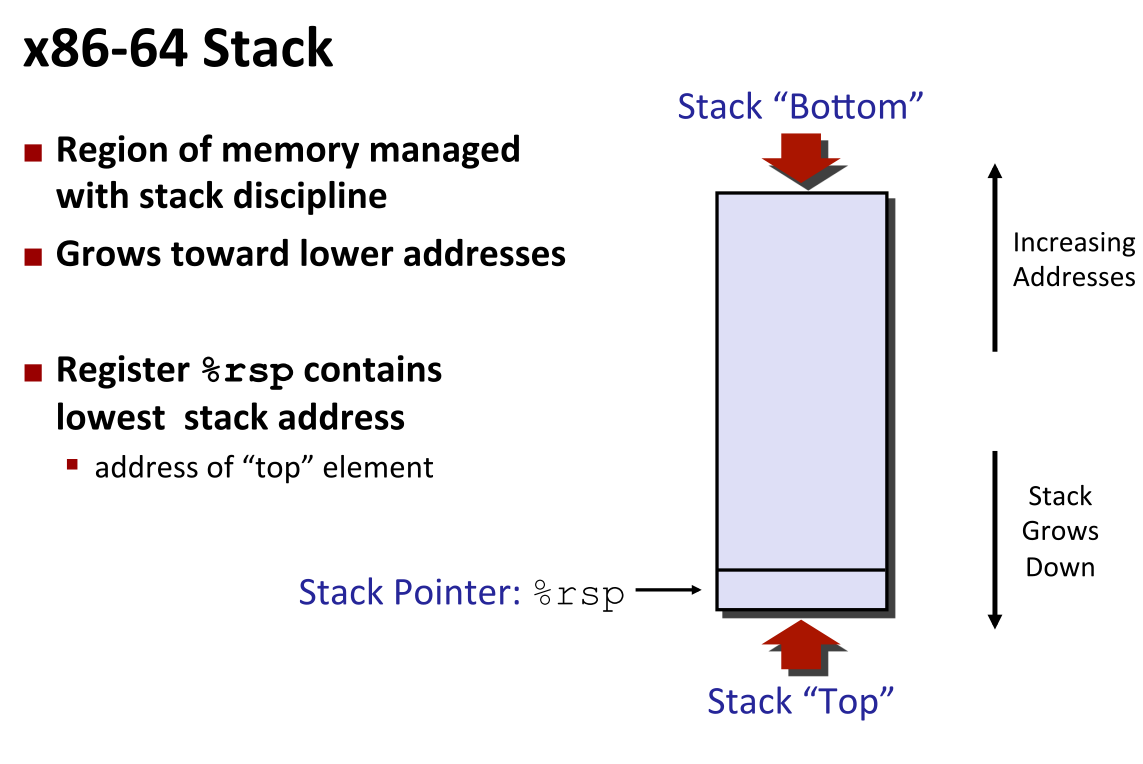 x86-64 Stack
Region of memory managed
with stack discipline
Grows toward lower addresses
Register %rsp contains
lowest stack address
address of “top” element
Stack “Bottom”
Increasing
Addresses
Stack
Grows
Down
Stack Pointer: %rsp
Stack “Top”